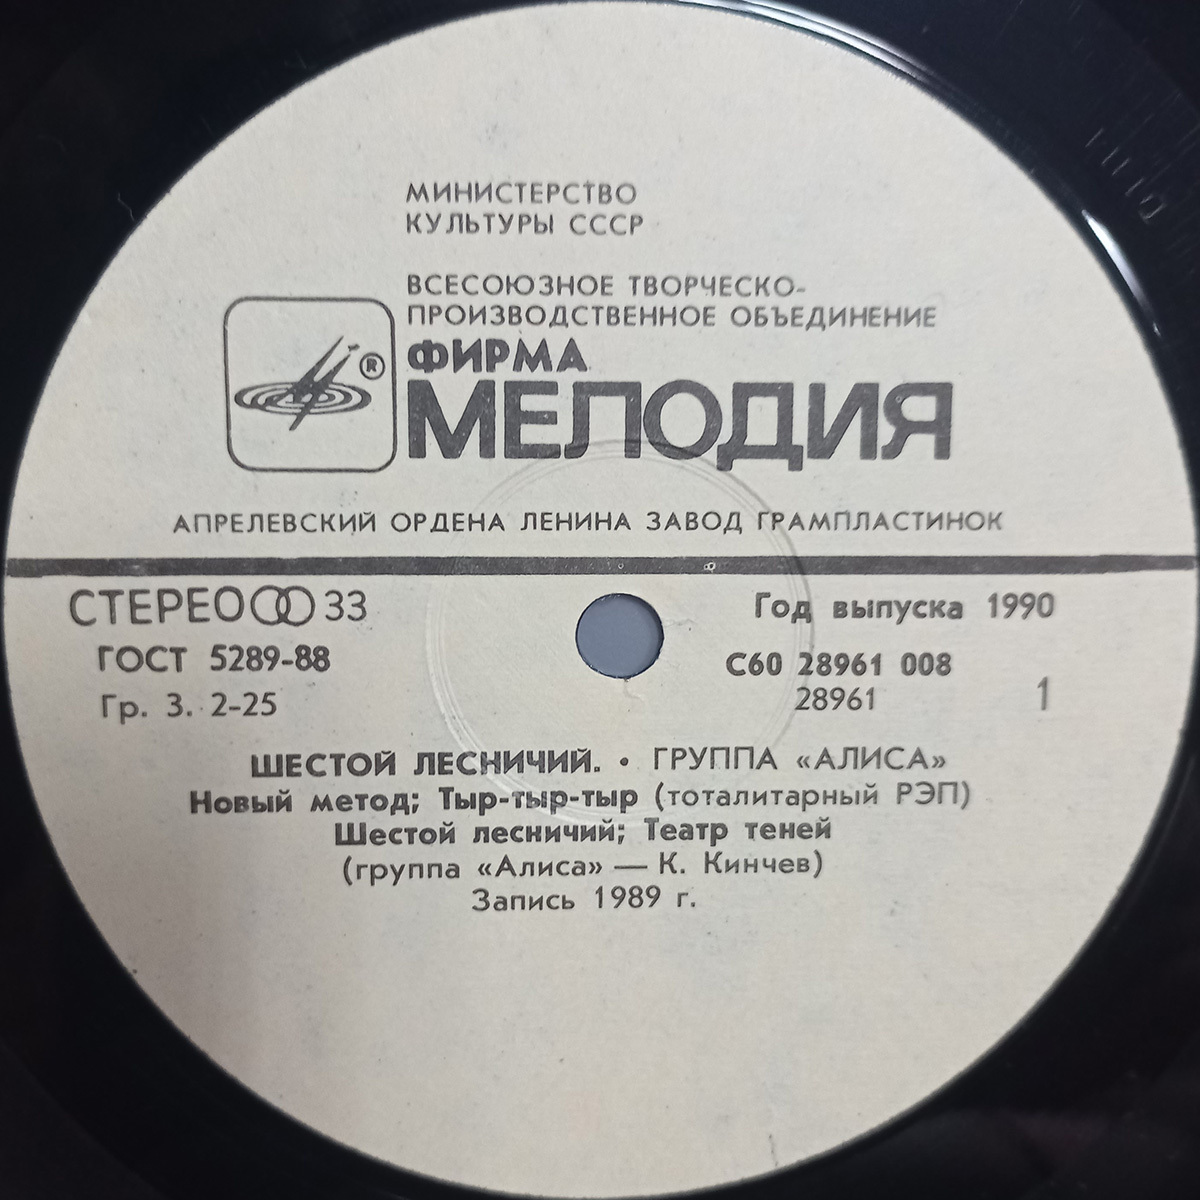 МИНИСТЕРСТВО
КУЛЬТУРЫ СССР
ВСЕСОЮЗНОЕ ТВОРЧЕСКО-
ПРОИЗВОДСТВЕННОЕ ОБЪЕДИНЕНИЕ
ФИРМА
®
МЕЛОДИЯ
АПРЕЛЕВСКИЙ ОРДЕНА ЛЕНИНА ЗАВОД ГРАМПЛАСТИНОК
СТЕРЕО 33
Год выпуска 1990
ГОСТ 5289-88
С60 28961 008
Гр. 3. 2-25
28961
1
ШЕСТОЙ ЛЕСНИЧИЙ. • ГРУППА «АЛИСА»
Новый метод; Тыр-тыр-тыр (тоталитарный РЭП)
Шестой лесничий; Театр теней
(группа «Алиса» — К. Кинчев)
Запись 1989 г.